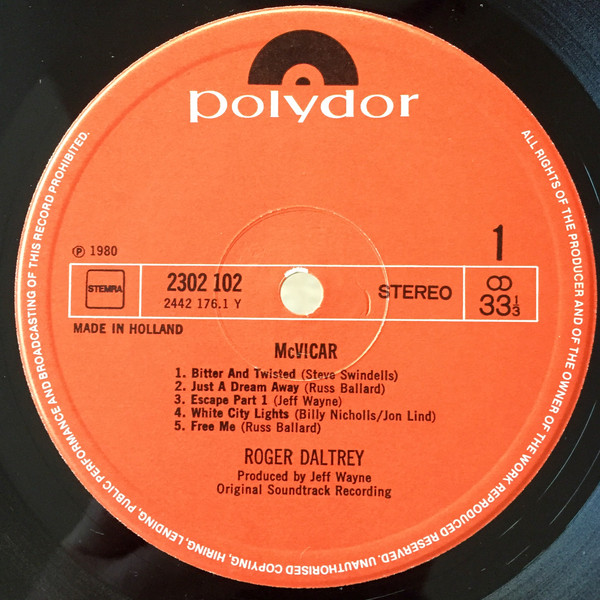 polydor
ALL RIGHTS OF THE PRODUCER AND OF THE OWNER OF THE WORK REPRODUCED RESERVED. UNAUTHORISED COPYING, HIRING, LENDING, PUBLIC PERFORMANCE AND BROADCASTING OF THIS RECORD PROHIBITED.
℗ 1980
1
STEMRA
2302 102
2442 176.1 Y
STEREO
33 1/3
MADE IN HOLLAND
McVICAR
1. Bitter And Twisted (Steve Swindells)
2. Just A Dream Away (Russ Ballard)
3. Escape Part 1 (Jeff Wayne)
4. White City Lights (Billy Nicholls/Jon Lind)
5. Free Me (Russ Ballard)
ROGER DALTREY
Produced by Jeff Wayne
Original Soundtrack Recording